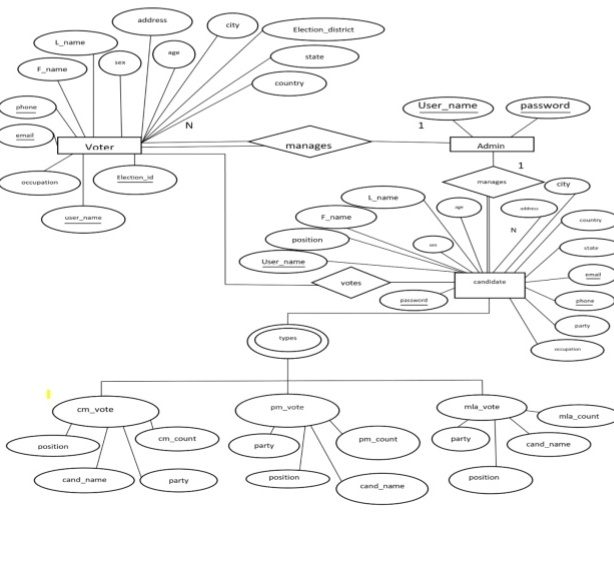 address
city
L_name
Election_district
sex
age
state
F_name
country
phone
User_name
password
N
1
email
Voter
manages
Admin
1
occupation
Election_id
manages
city
L_name
age
address
user_name
F_name
country
N
position
sex
state
User_name
email
votes
candidate
password
phone
party
types
occupation
cm_vote
pm_vote
mla_vote
mla_count
position
cm_count
party
pm_count
party
cand_name
cand_name
party
position
cand_name
position